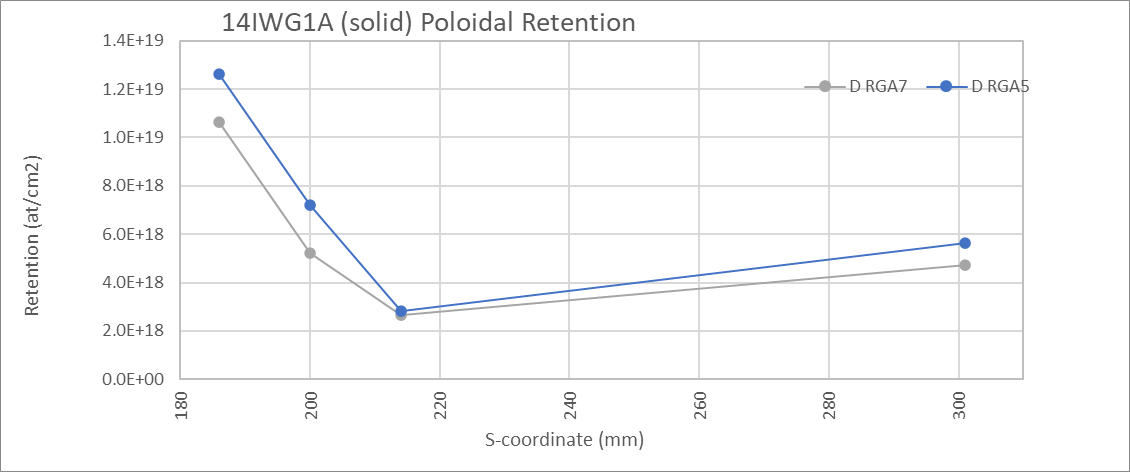 14IWG1A (solid) Poloidal Retention
1.4E+19
1.2E+19
1.0E+19
8.0E+18
6.0E+18
4.0E+18
2.0E+18
0.0E+00
Retention (at/cm2)
D RGA7 D RGA5
180 200 220 240 260 280 300
S-coordinate (mm)